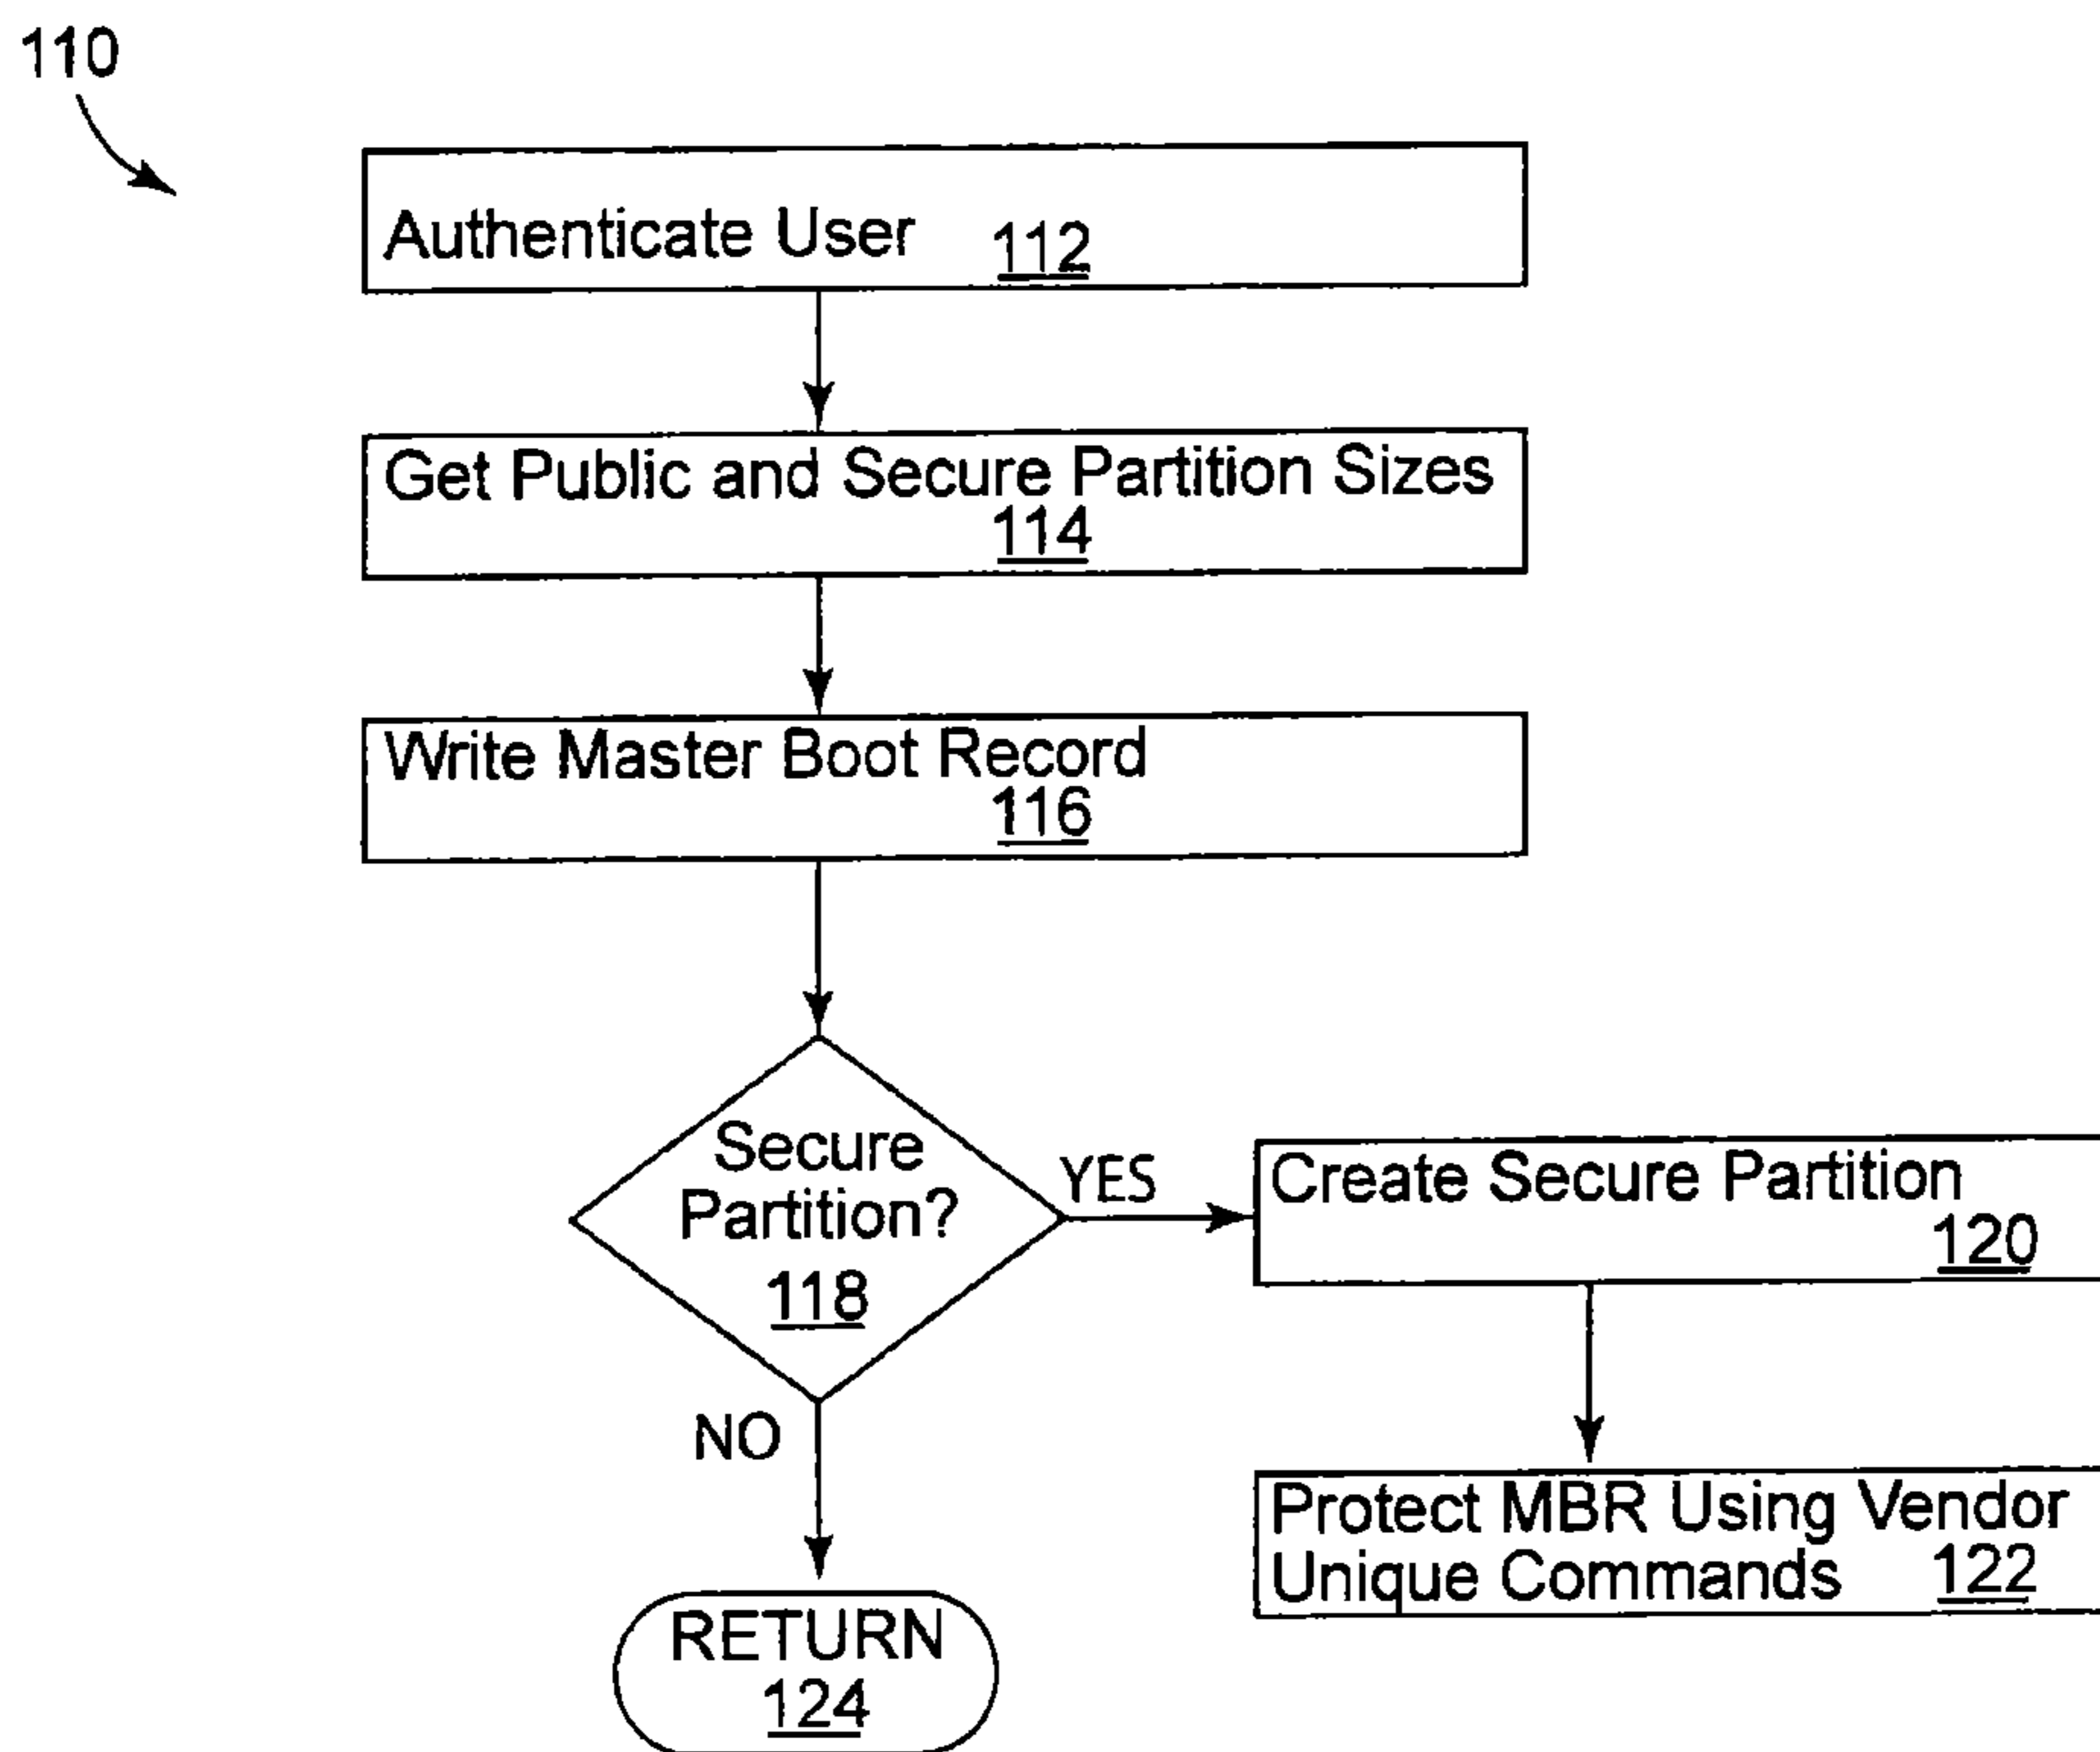 110
Authenticate User 112
Get Public and Secure Partition Sizes
114
Write Master Boot Record
116
Secure
Partition?
118
YES
NO
Create Secure Partition
120
Protect MBR Using Vendor
Unique Commands 122
RETURN
124